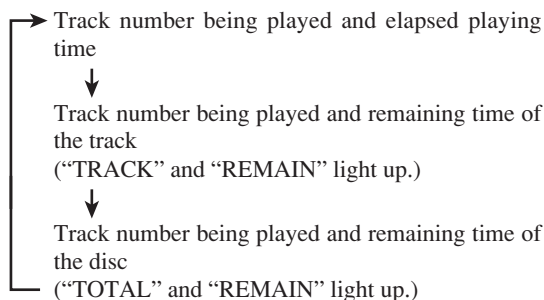 Track number being played and elapsed playing
time
Track number being played and remaining time of
the track
(“TRACK” and “REMAIN” light up.)
Track number being played and remaining time of
the disc
(“TOTAL” and “REMAIN” light up.)